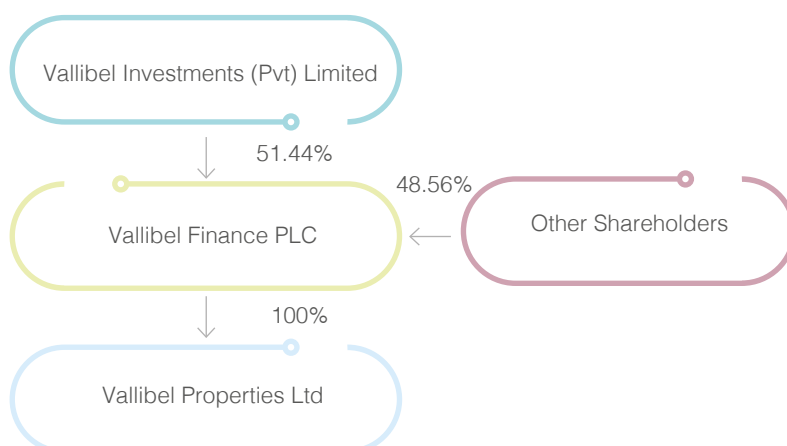 Vallibel Investments (Pvt) Limited
51.44%
48.56%
Vallibel Finance PLC
Other Shareholders
100%
Vallibel Properties Ltd